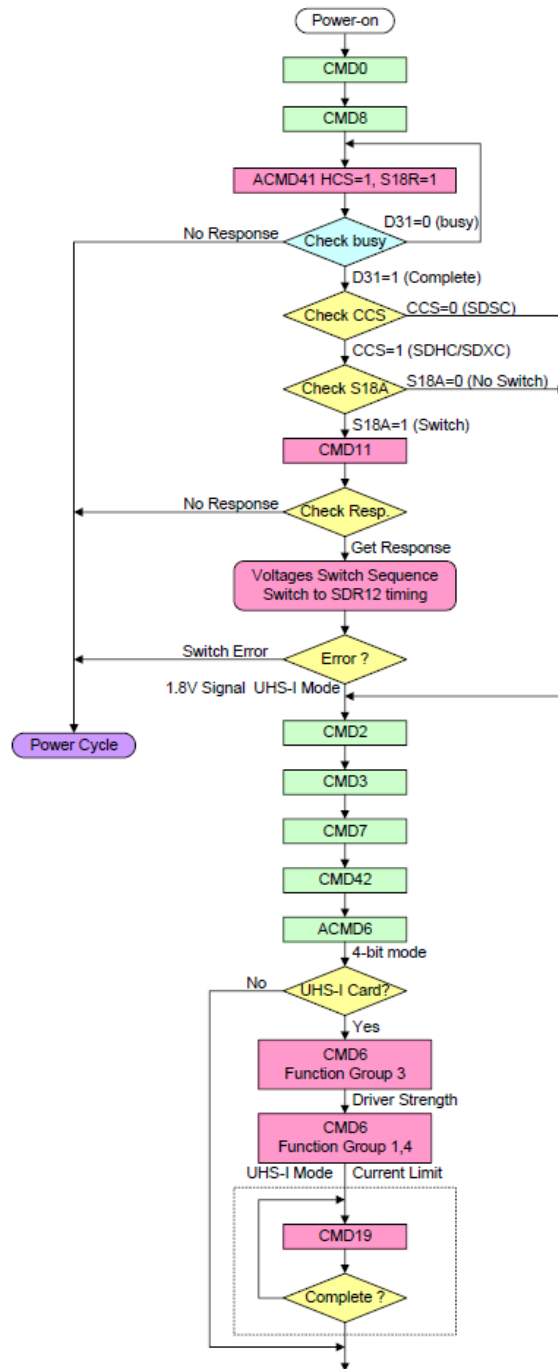 Power-on
CMD0
CMD8
ACMD41 HCS=1, S18R=1
D31=0 (busy)
No Response
Check busy
D31=1 (Complete)
Check CCS
CCS=0 (SDSC)
CCS=1 (SDHC/SDXC)
Check S18A
S18A=0 (No Switch)
S18A=1 (Switch)
CMD11
No Response
Check Resp.
Get Response
Voltages Switch Sequence
Switch to SDR12 timing
Switch Error
Error ?
1.8V Signal UHS-I Mode
CMD2
Power Cycle
CMD3
CMD7
CMD42
ACMD6
4-bit mode
No
UHS-I Card?
Yes
CMD6
Function Group 3
Driver Strength
CMD6
Function Group 1,4
UHS-I Mode
Current Limit
CMD19
Complete ?